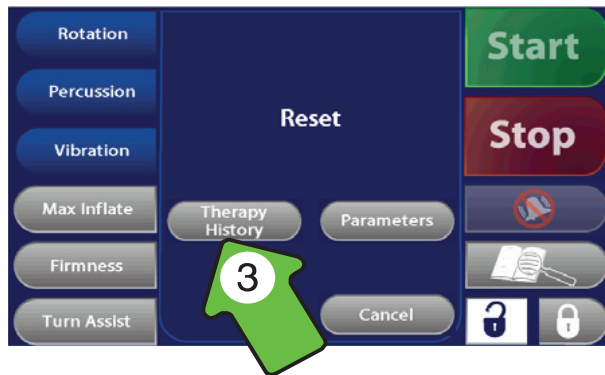 Rotation
Percussion
Vibration
Max Inflate
Firmness
Turn Assist
Reset
Therapy
History
Parameters
Cancel
3
Start
Stop